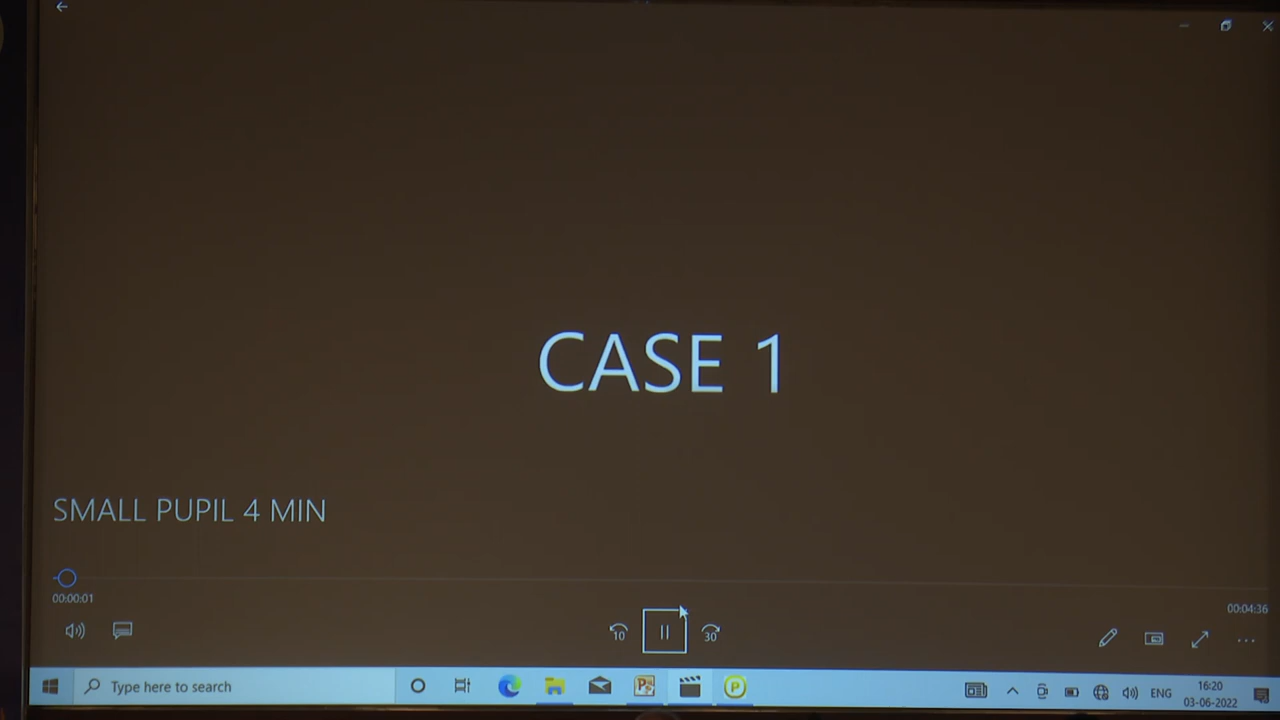 CASE 1
SMALL PUPIL 4 MIN
00:00:01
00:04:36
10
30
Type here to search
ENG
16:20
03-06-2022